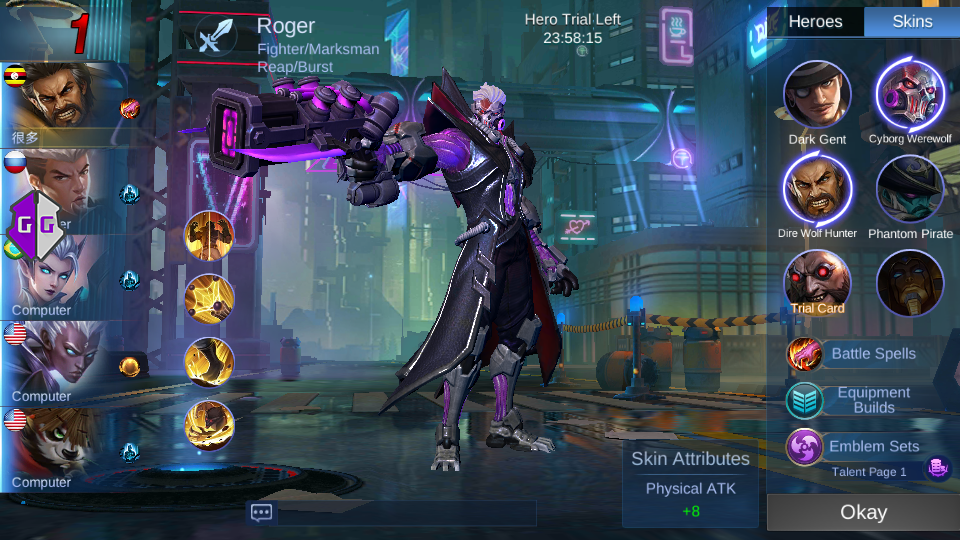 1
Roger
Fighter/Marksman
Reap/Burst
Hero Trial Left
23:58:15
Heroes
Skins
很多
GG
Computer
Computer
Computer
Dark Gent
Cyborg Werewolf
Dire Wolf Hunter
Phantom Pirate
Trial Card
Battle Spells
Equipment
Builds
Emblem Sets
Talent Page 1
Skin Attributes
Physical ATK
+8
Okay